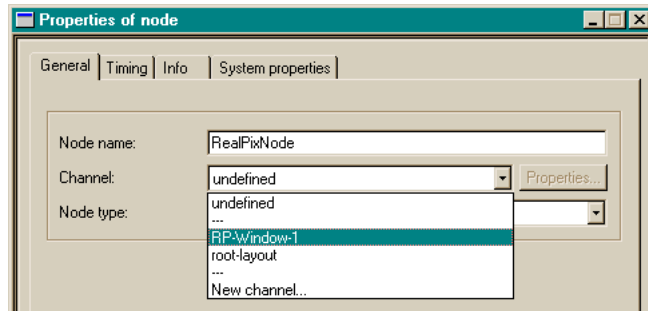 Properties of node
General Timing Info System properties
Node name: RealPixNode
Channel: undefined Properties...
undefined
---
Node type:
RP-Window-1
root-layout
---
New channel...